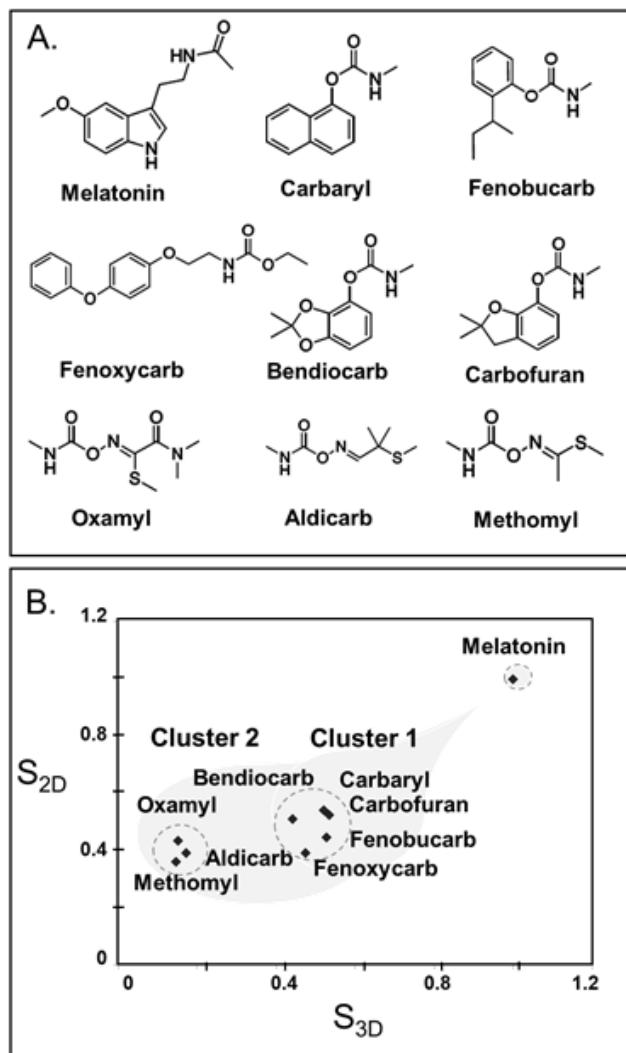 A.
O
NH
O
N
H
Melatonin
O
O
N
H
Carbaryl
O
O
N
H
Fenobucarb
O
O
O
N
H
O
Fenoxycarb
O
O
N
H
O
O
Bendiocarb
O
O
N
H
O
Carbofuran
O
O
N
H
O
N
N
S
Oxamyl
O
N
H
O
N
S
Aldicarb
O
N
H
O
N
S
Methomyl
B.
1.2
Melatonin
0.8
Cluster 2
Cluster 1
S2D
Bendiocarb
Carbaryl
Oxamyl
Carbofuran
0.4
Aldicarb
Fenobucarb
Methomyl
Fenoxycarb
0
0
0.4
0.8
1.2
S3D